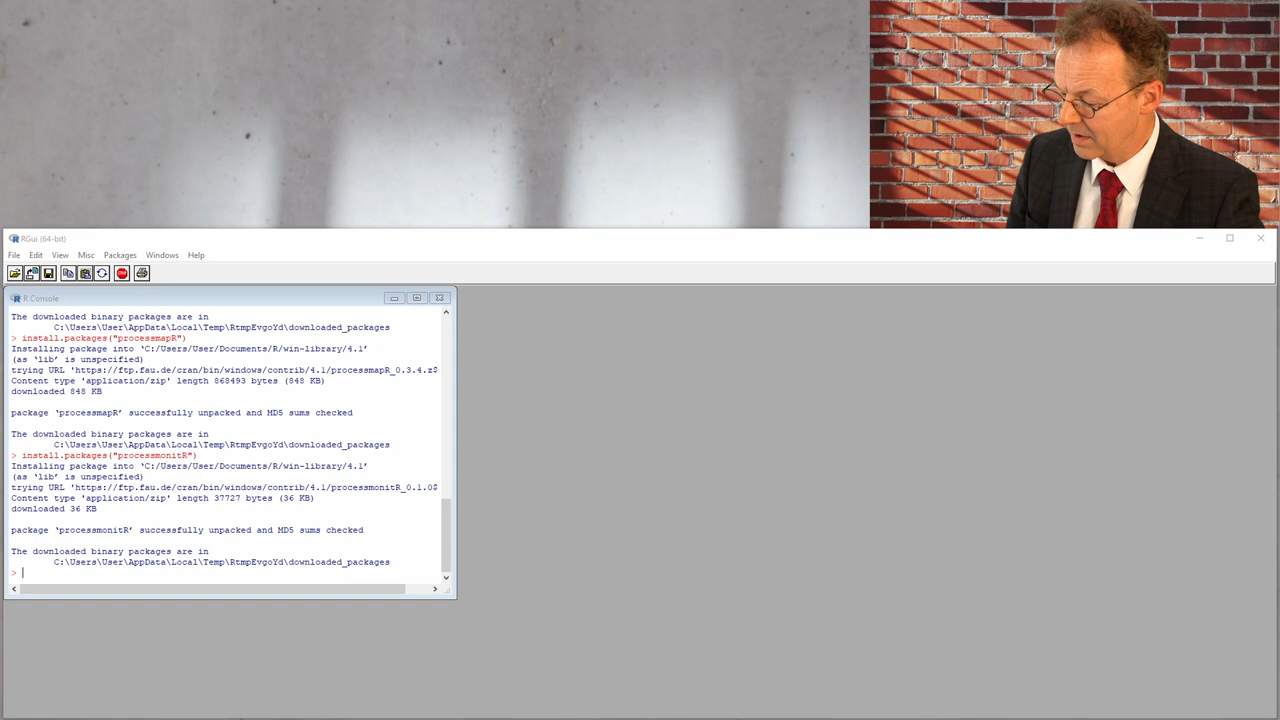 RGui (64-bit)
File Edit View Misc Packages Windows Help
STOP
R Console
The downloaded binary packages are in
C:\Users\User\AppData\Local\Temp\RtmpEvgoYd\downloaded_packages
> install.packages("processmapR")
Installing package into ‘C:/Users/User/Documents/R/win-library/4.1’
(as ‘lib’ is unspecified)
trying URL 'https://ftp.fau.de/cran/bin/windows/contrib/4.1/processmapR_0.3.4.z$
Content type 'application/zip' length 868493 bytes (848 KB)
downloaded 848 KB
package ‘processmapR’ successfully unpacked and MD5 sums checked
The downloaded binary packages are in
C:\Users\User\AppData\Local\Temp\RtmpEvgoYd\downloaded_packages
> install.packages("processmonitR")
Installing package into ‘C:/Users/User/Documents/R/win-library/4.1’
(as ‘lib’ is unspecified)
trying URL 'https://ftp.fau.de/cran/bin/windows/contrib/4.1/processmonitR_0.1.0$
Content type 'application/zip' length 37727 bytes (36 KB)
downloaded 36 KB
package ‘processmonitR’ successfully unpacked and MD5 sums checked
The downloaded binary packages are in
C:\Users\User\AppData\Local\Temp\RtmpEvgoYd\downloaded_packages
>